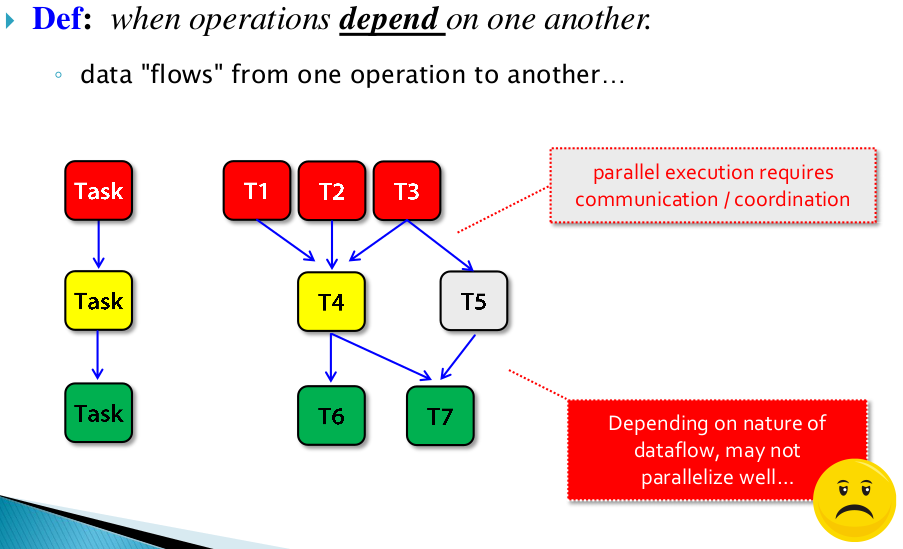 Def: when operations depend on one another.
data "flows" from one operation to another…
Task
T1
T2
T3
parallel execution requires
communication / coordination
Task
T4
T5
Task
T6
T7
Depending on nature of
dataflow, may not
parallelize well…